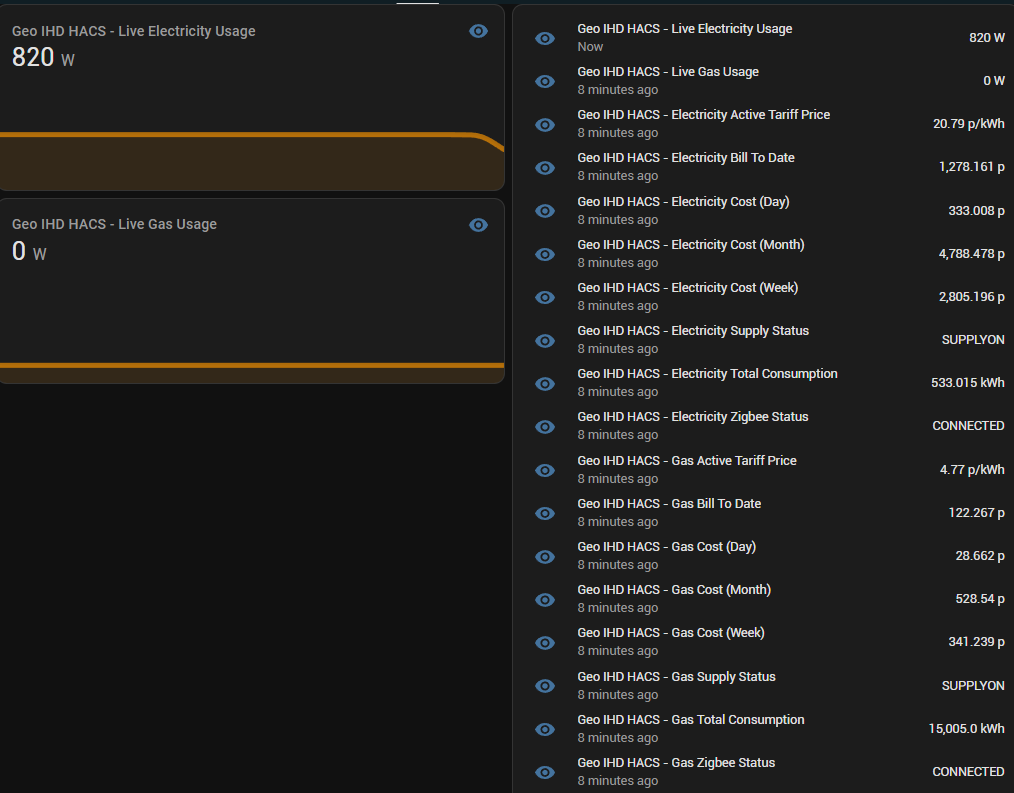 Geo IHD HACS - Live Electricity Usage
820 W
Geo IHD HACS - Live Gas Usage
0 W
Geo IHD HACS - Live Electricity Usage
Now
820 W
Geo IHD HACS - Live Gas Usage
8 minutes ago
0 W
Geo IHD HACS - Electricity Active Tariff Price
8 minutes ago
20.79 p/kWh
Geo IHD HACS - Electricity Bill To Date
8 minutes ago
1,278.161 p
Geo IHD HACS - Electricity Cost (Day)
8 minutes ago
333.008 p
Geo IHD HACS - Electricity Cost (Month)
8 minutes ago
4,788.478 p
Geo IHD HACS - Electricity Cost (Week)
8 minutes ago
2,805.196 p
Geo IHD HACS - Electricity Supply Status
8 minutes ago
SUPPLYON
Geo IHD HACS - Electricity Total Consumption
8 minutes ago
533.015 kWh
Geo IHD HACS - Electricity Zigbee Status
8 minutes ago
CONNECTED
Geo IHD HACS - Gas Active Tariff Price
8 minutes ago
4.77 p/kWh
Geo IHD HACS - Gas Bill To Date
8 minutes ago
122.267 p
Geo IHD HACS - Gas Cost (Day)
8 minutes ago
28.662 p
Geo IHD HACS - Gas Cost (Month)
8 minutes ago
528.54 p
Geo IHD HACS - Gas Cost (Week)
8 minutes ago
341.239 p
Geo IHD HACS - Gas Supply Status
8 minutes ago
SUPPLYON
Geo IHD HACS - Gas Total Consumption
8 minutes ago
15,005.0 kWh
Geo IHD HACS - Gas Zigbee Status
8 minutes ago
CONNECTED